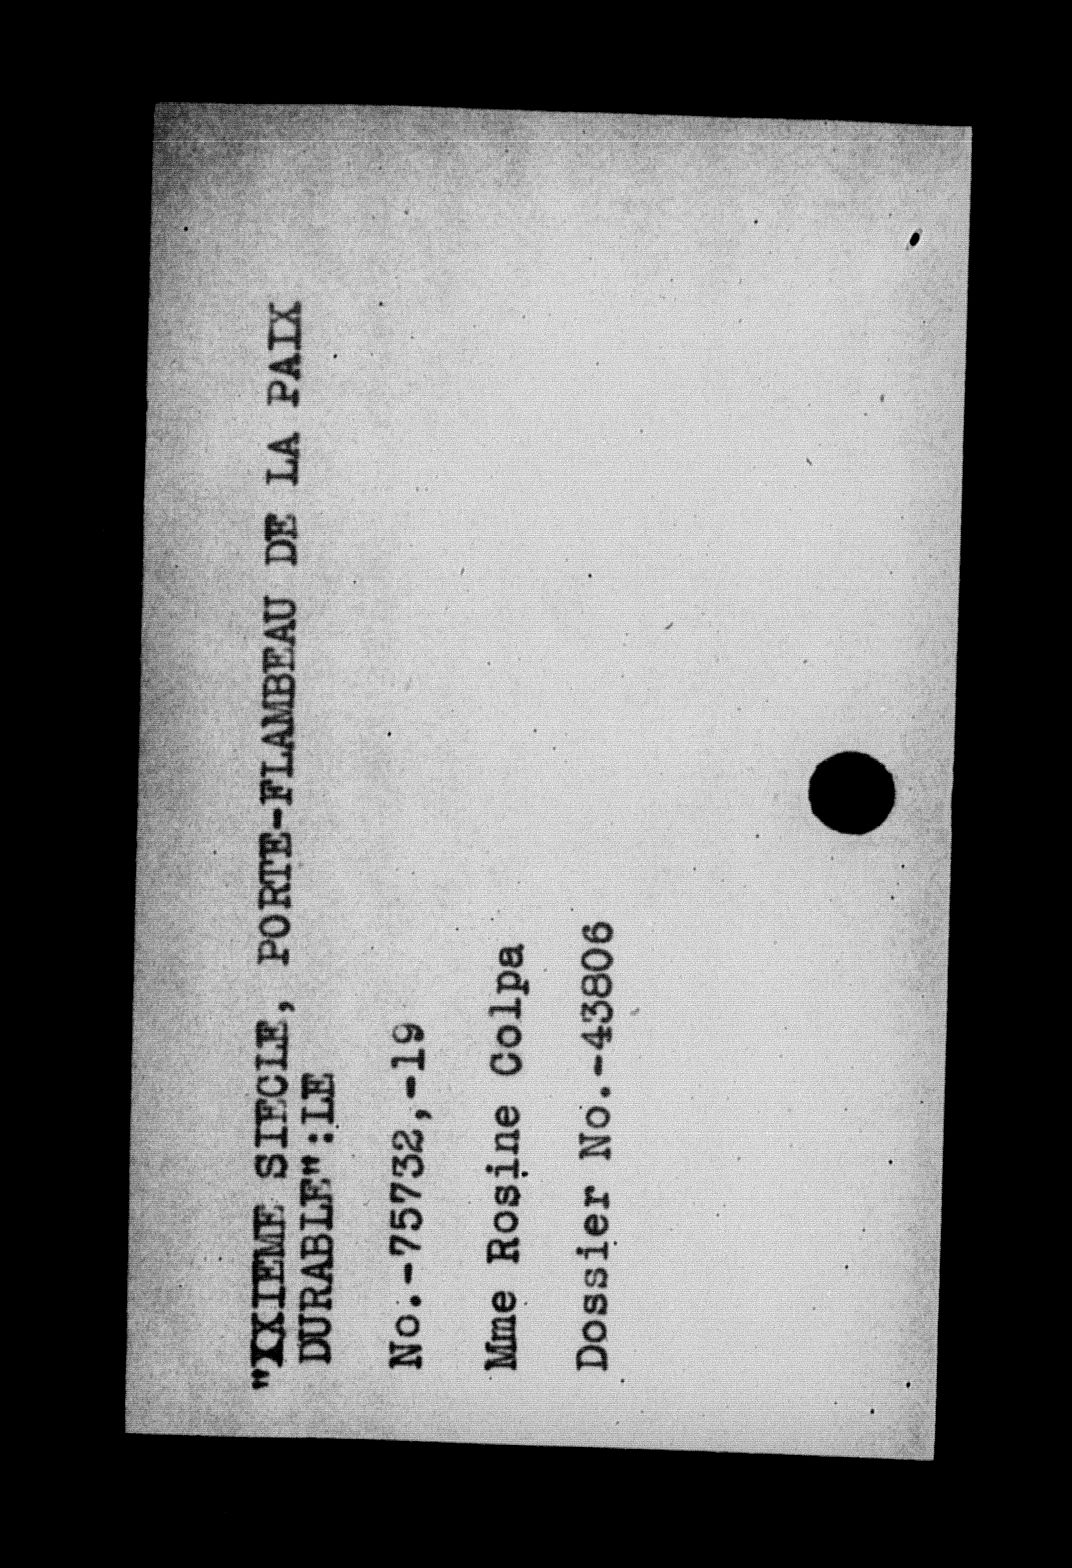 "XXIEME SIECLE, PORTE-FLAMBEAU DE LA PAIX
DURABLE":LE
No.-75732,-19
Mme Rosine Colpa
Dossier No.-43806